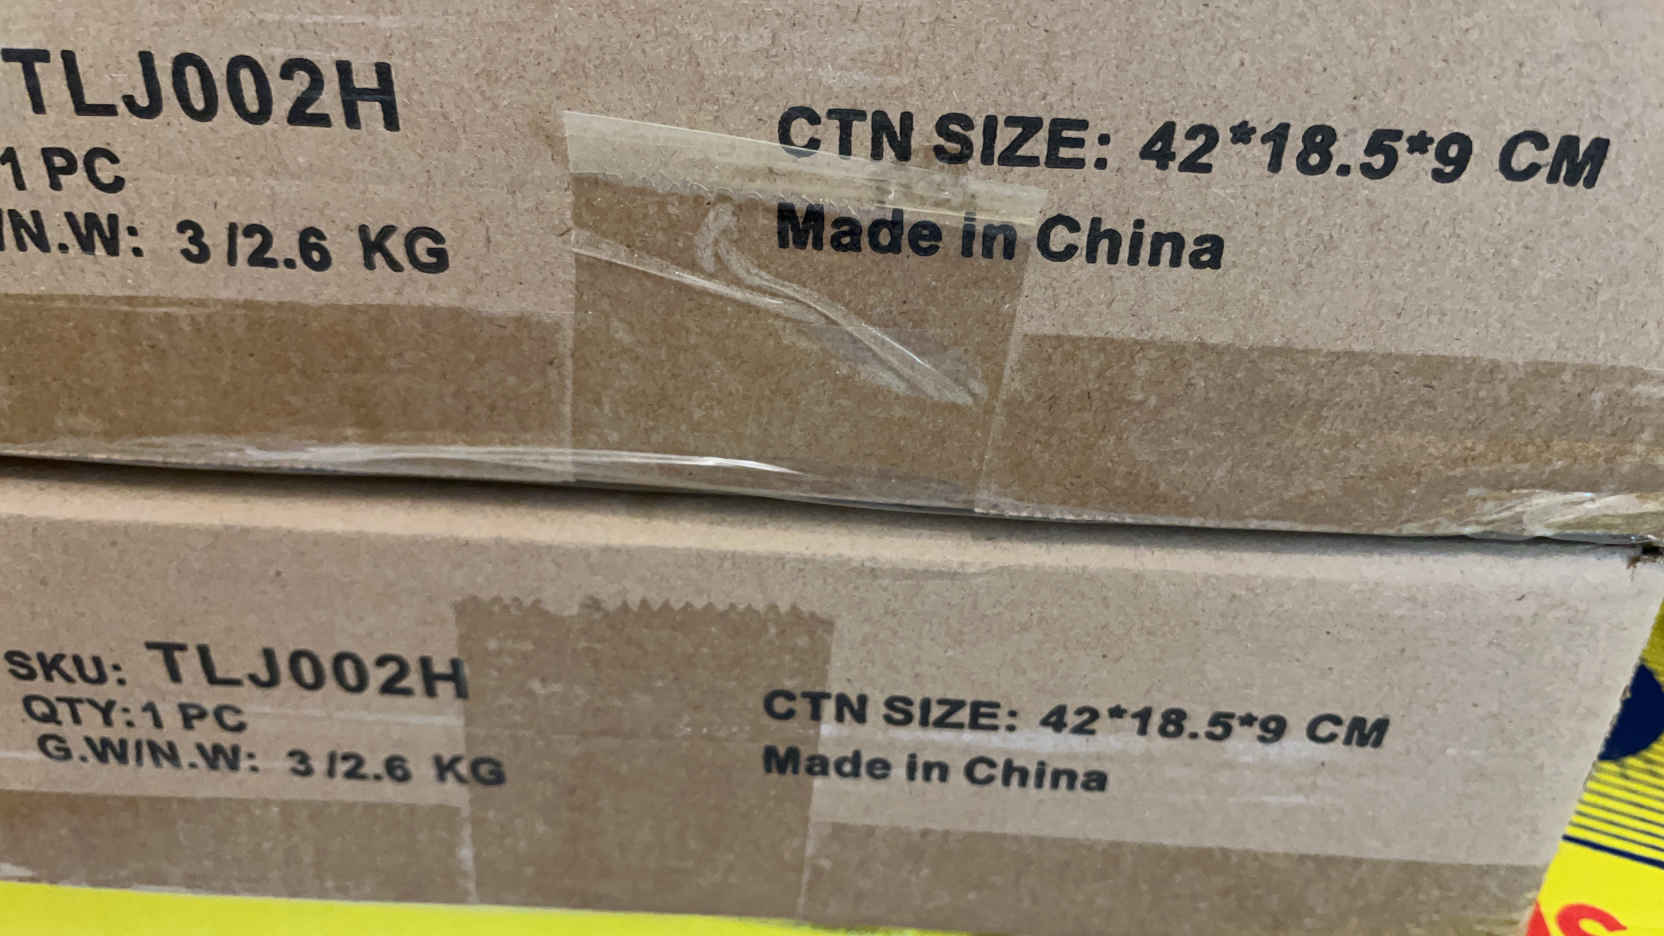 TLJ002H
1 PC
/N.W: 3 /2.6 KG
CTN SIZE: 42*18.5*9 CM
Made in China
SKU: TLJ002H
QTY:1 PC
G.W/N.W: 3 /2.6 KG
CTN SIZE: 42*18.5*9 CM
Made in China
S